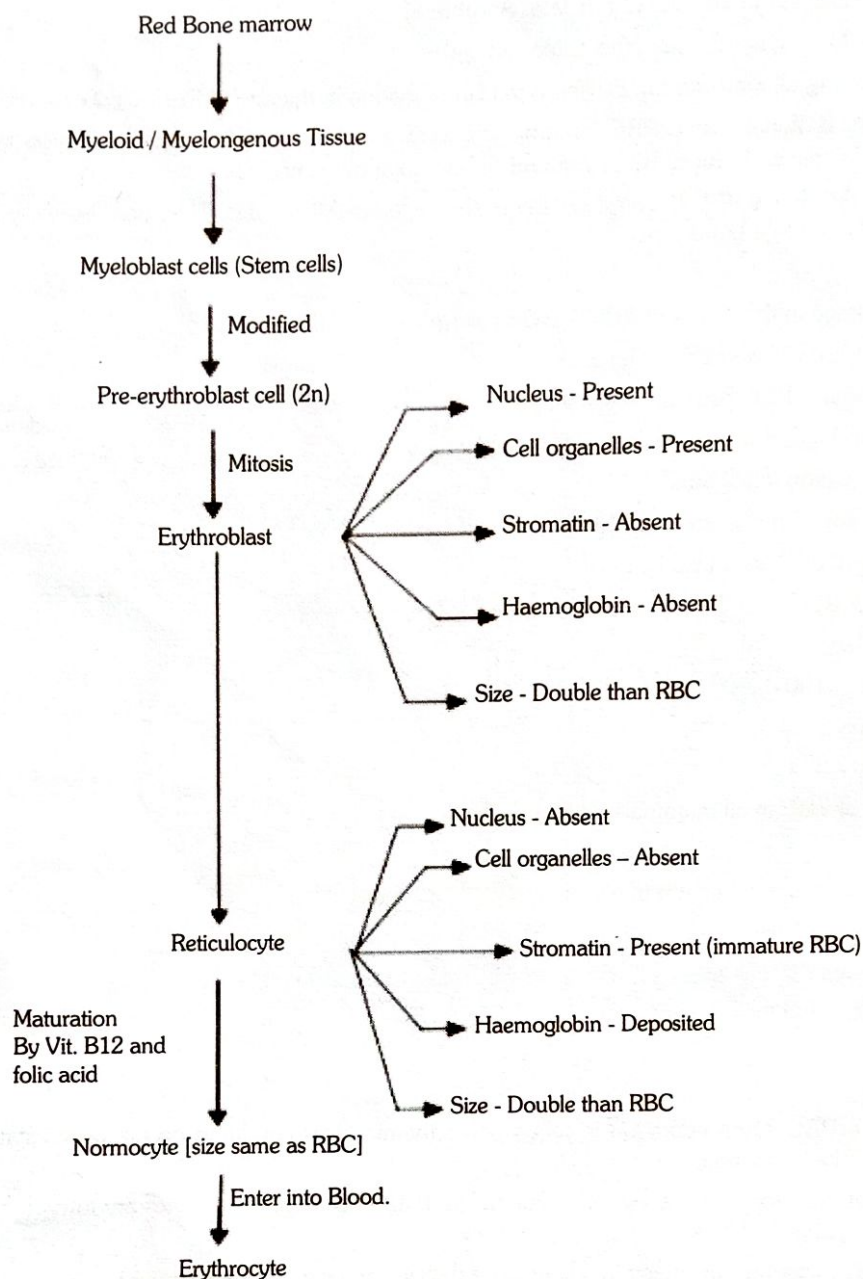 Red Bone marrow
Myeloid / Myelongenous Tissue
Myeloblast cells (Stem cells)
Modified
Pre-erythroblast cell (2n)
Mitosis
Erythroblast
Nucleus - Present
Cell organelles - Present
Stromatin - Absent
Haemoglobin - Absent
Size - Double than RBC
Reticulocyte
Nucleus - Absent
Cell organelles – Absent
Stromatin - Present (immature RBC)
Haemoglobin - Deposited
Size - Double than RBC
Maturation
By Vit. B12 and
folic acid
Normocyte [size same as RBC]
Enter into Blood.
Erythrocyte